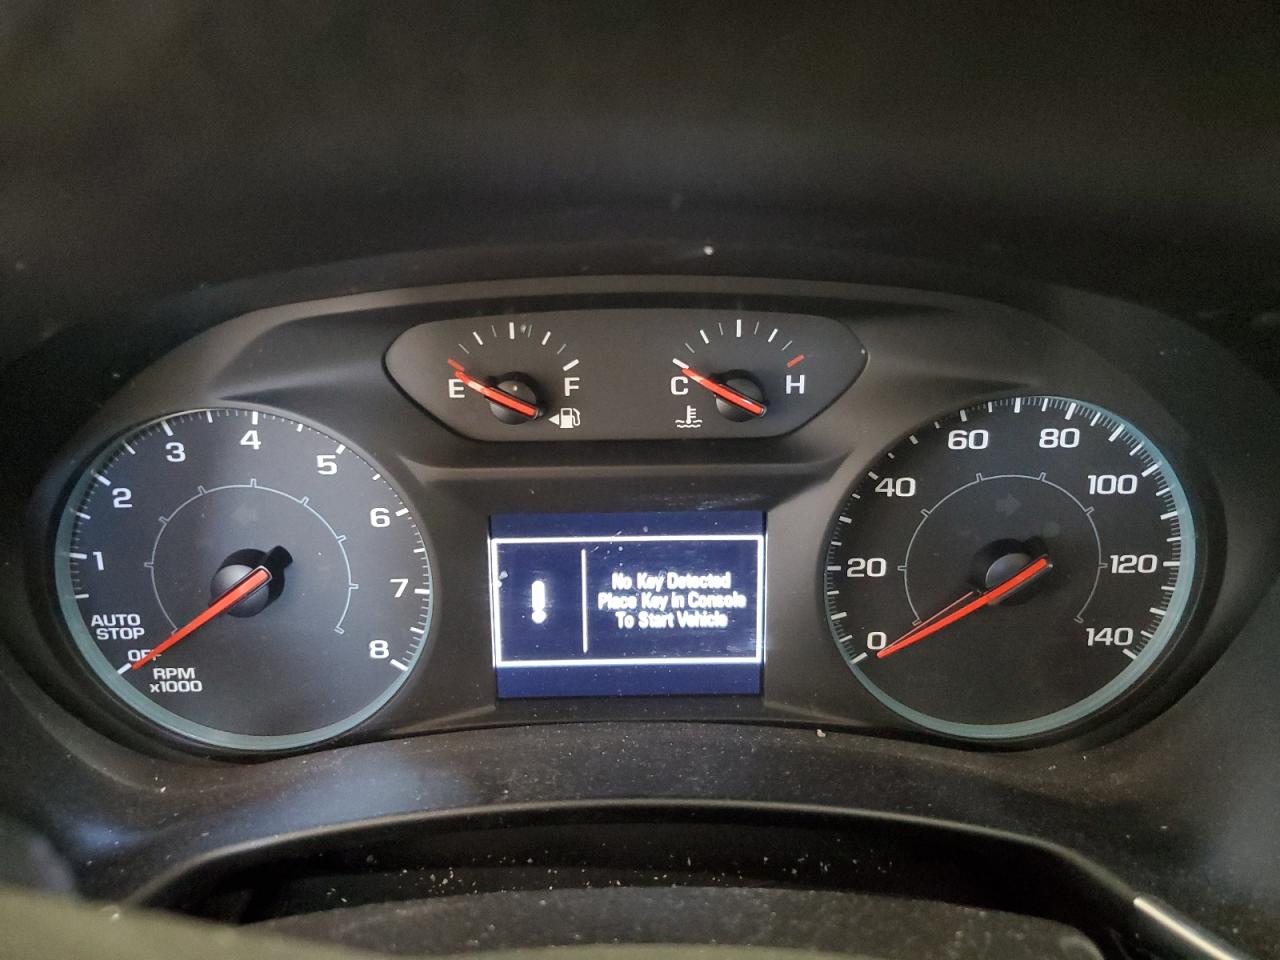 E F
C H
1
2
3
4
5
6
7
8
AUTO
STOP
OFF
RPM
x1000
No Key Detected
Place Key In Console
To Start Vehicle
0
20
40
60
80
100
120
140